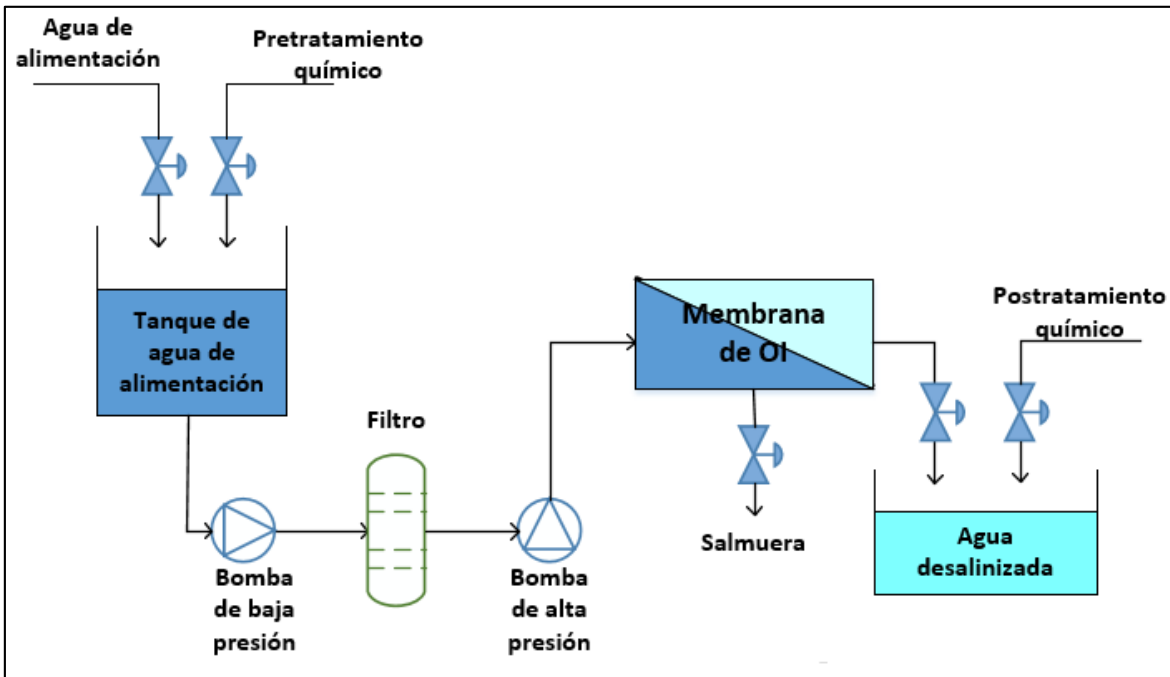 Agua de
alimentación
Pretratamiento
químico
Tanque de
agua de
alimentación
Filtro
Bomba
de baja
presión
Bomba
de alta
presión
Membrana
de OI
Salmuera
Postratamiento
químico
Agua
desalinizada